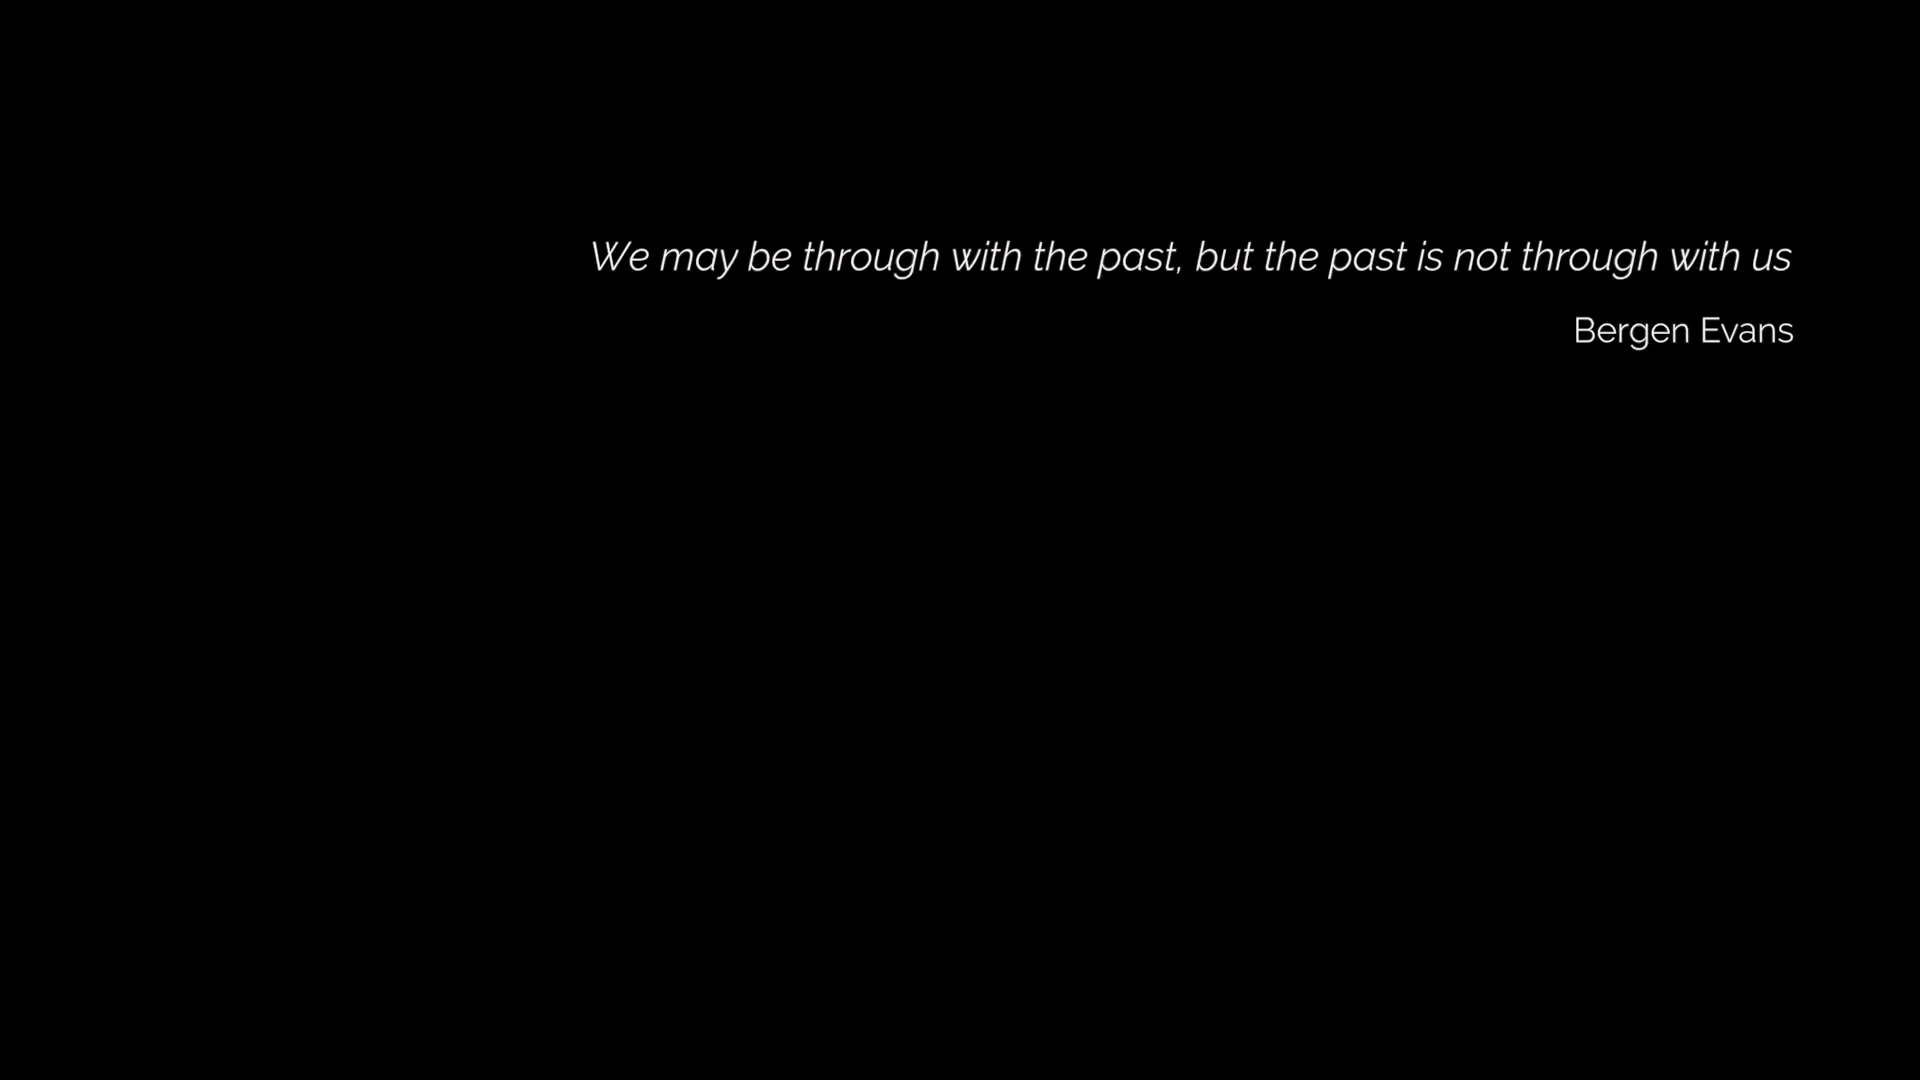 We may be through with the past, but the past is not through with us
Bergen Evans